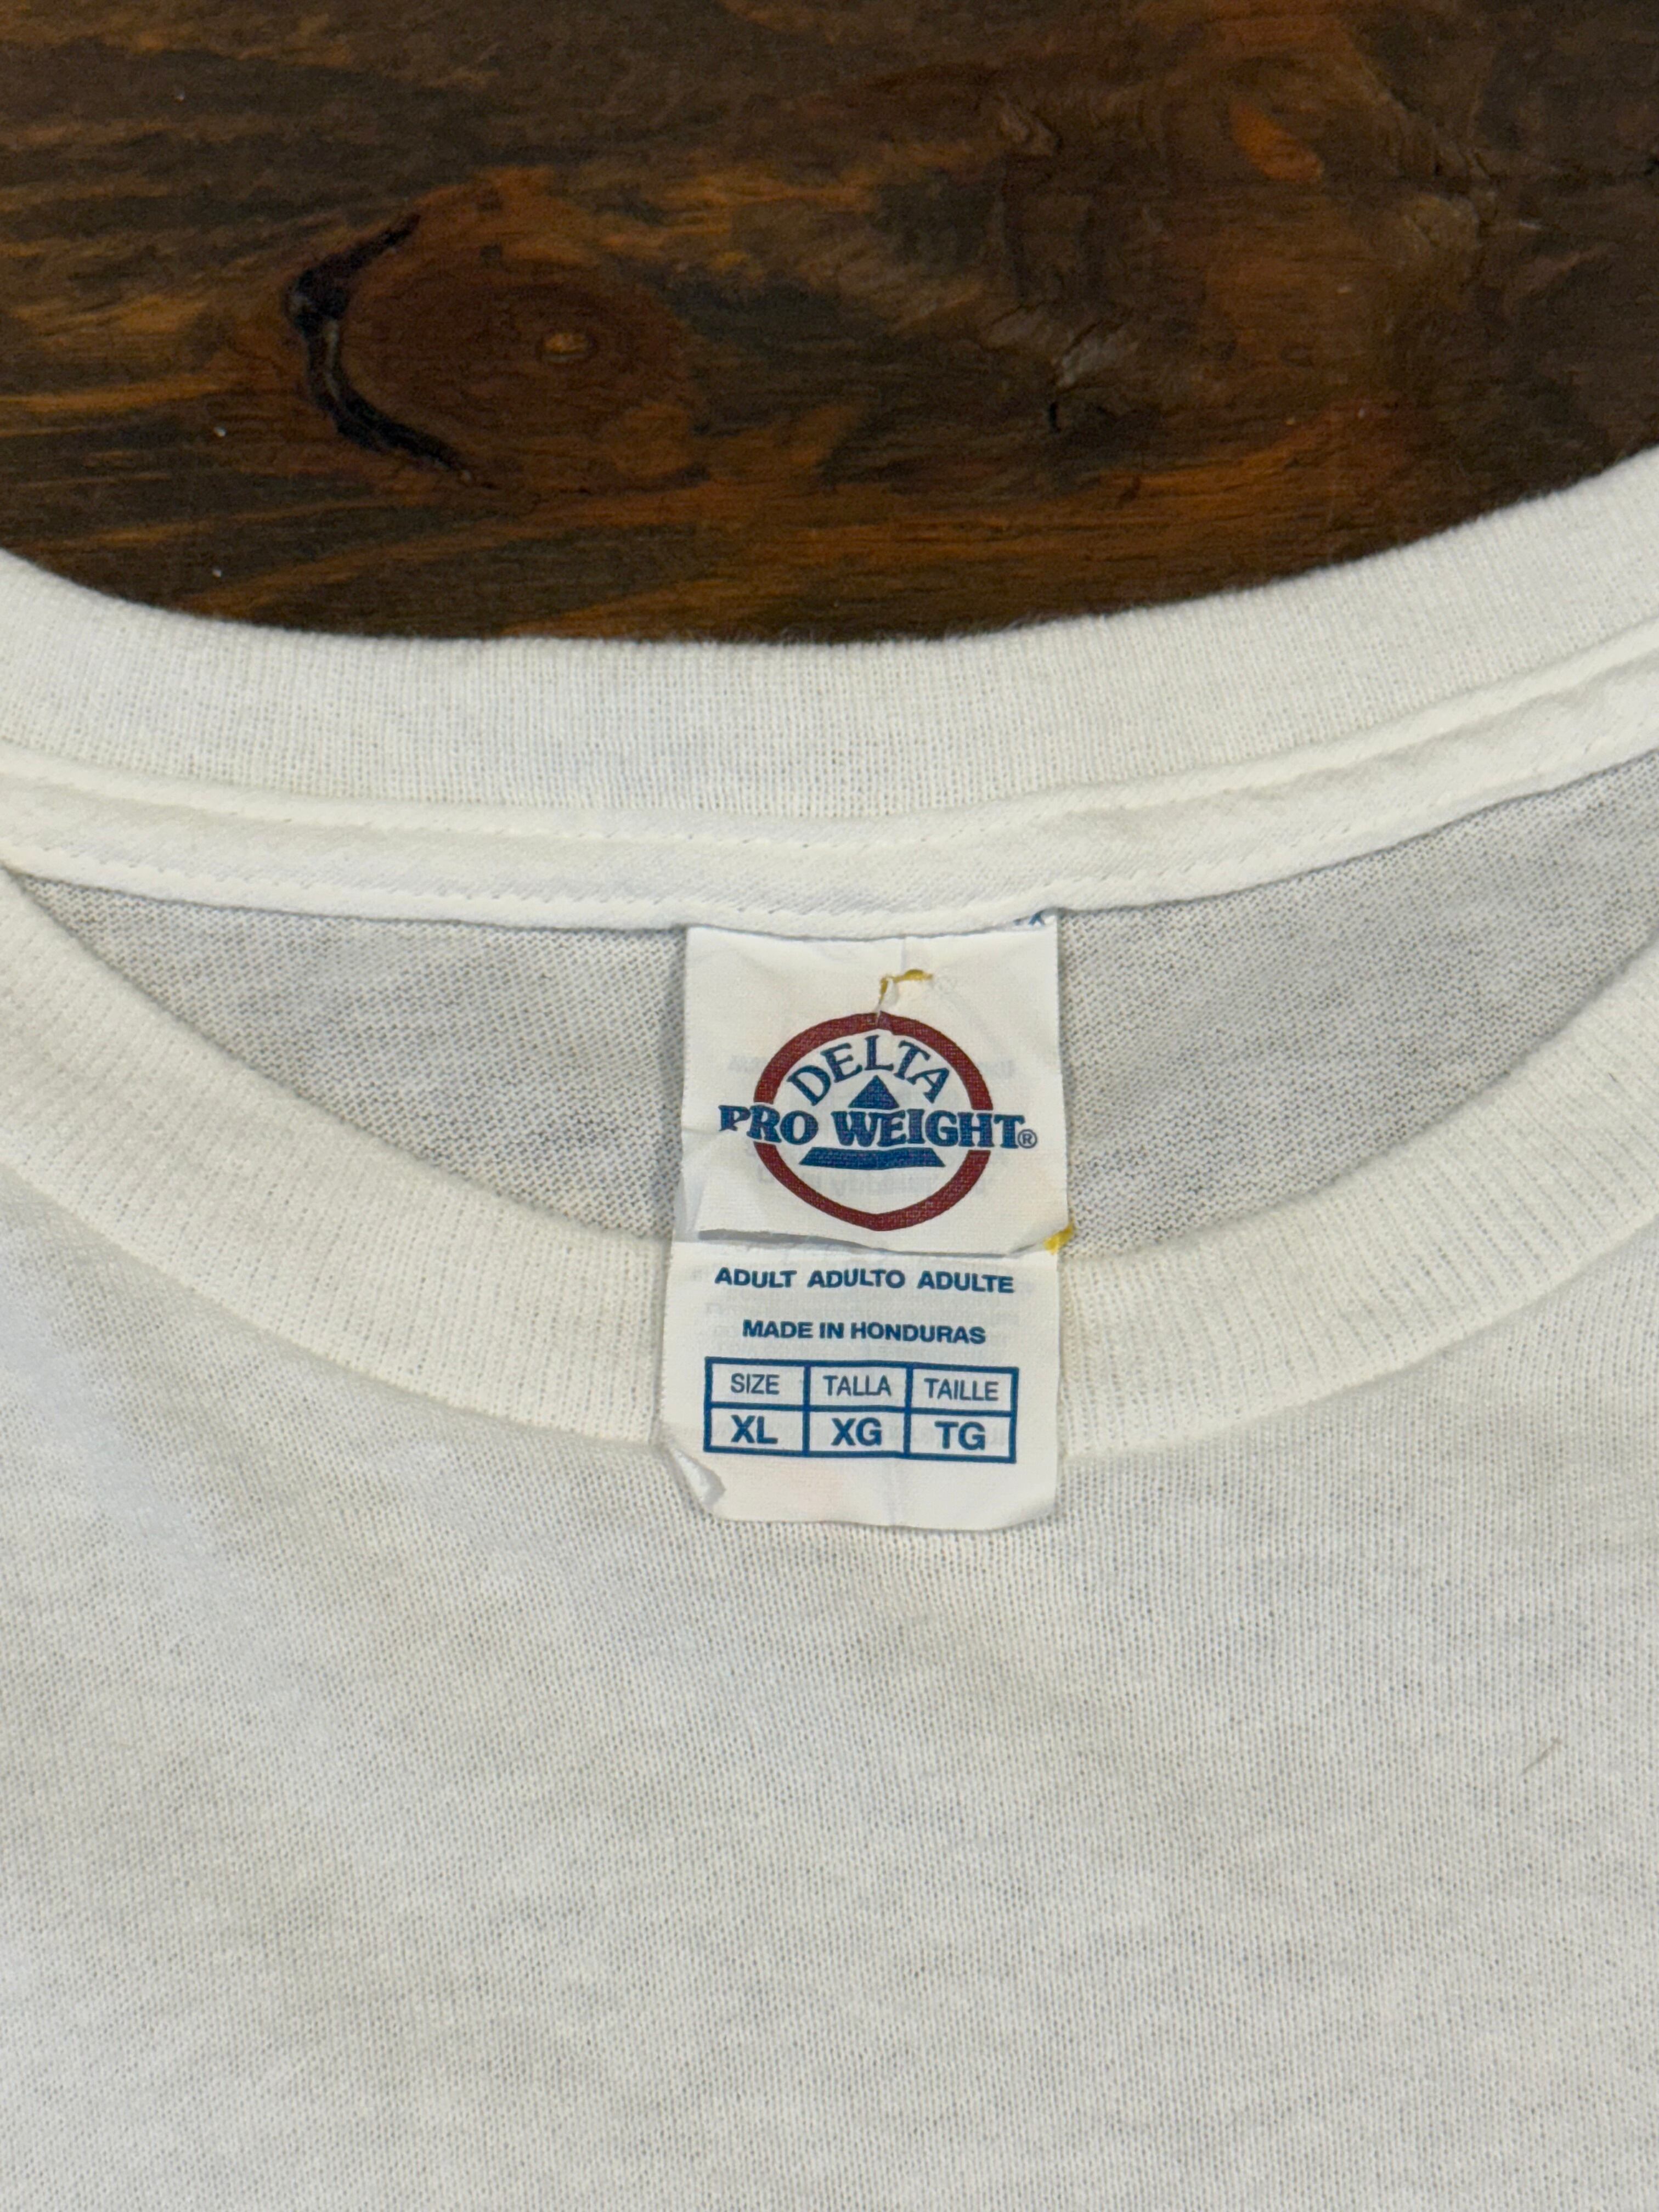 DELTA
PRO WEIGHT®
ADULT ADULTO ADULTE
MADE IN HONDURAS
SIZE TALLA TAILLE
XL XG TG